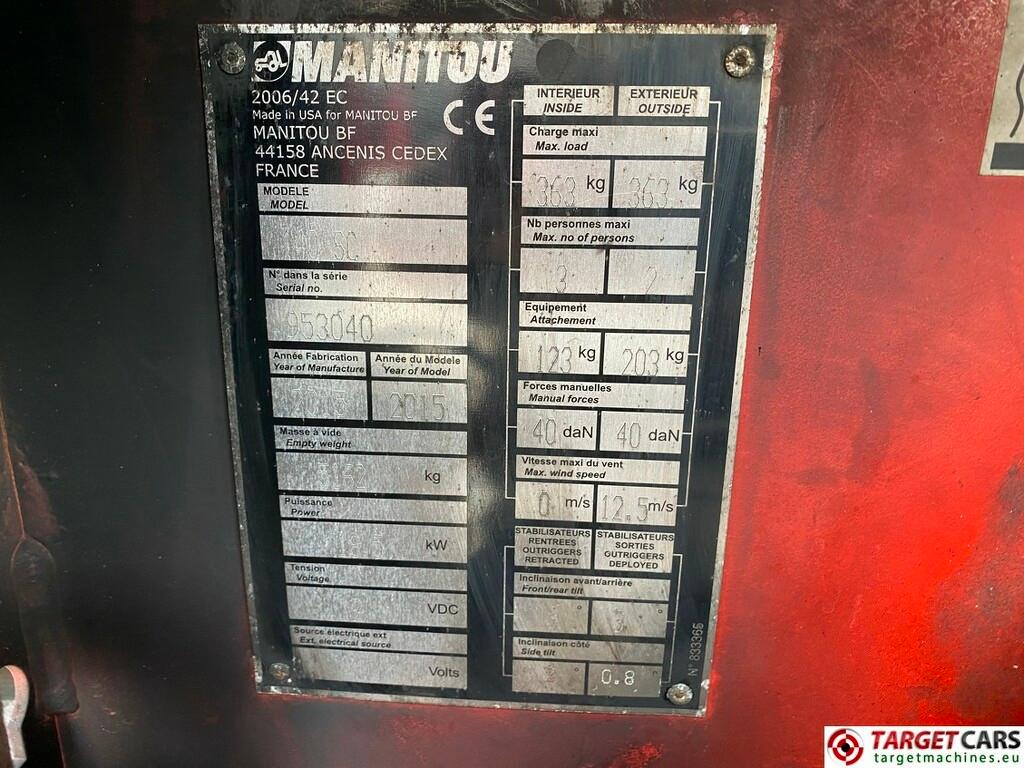 MANITOU
2006/42 EC
Made in USA for MANITOU BF
MANITOU BF
44158 ANCENIS CEDEX
FRANCE
CE
MODELE
MODEL
SC
N° dans la série
Serial no.
953040
Année Fabrication
Year of Manufacture
Année du Modele
Year of Model
2015
Masse à vide
Empty weight
kg
Puissance
Power
kW
Tension
Voltage
VDC
Source électrique ext
Ext. electrical source
Volts
INTERIEUR
INSIDE
EXTERIEUR
OUTSIDE
Charge maxi
Max. load
363 kg 363 kg
Nb personnes maxi
Max. no of persons
3 2
Equipement
Attachement
123 kg 203 kg
Forces manuelles
Manual forces
40 daN 40 daN
Vitesse maxi du vent
Max. wind speed
0 m/s 12.5 m/s
STABILISATEURS
RENTREES
OUTRIGGERS
RETRACTED
STABILISATEURS
SORTIES
OUTRIGGERS
DEPLOYED
Inclinaison avant/arrière
Front/rear tilt
° °
Inclinaison côté
Side tilt
° 0.8 °
N° 833365
TARGET CARS
targetmachines.eu